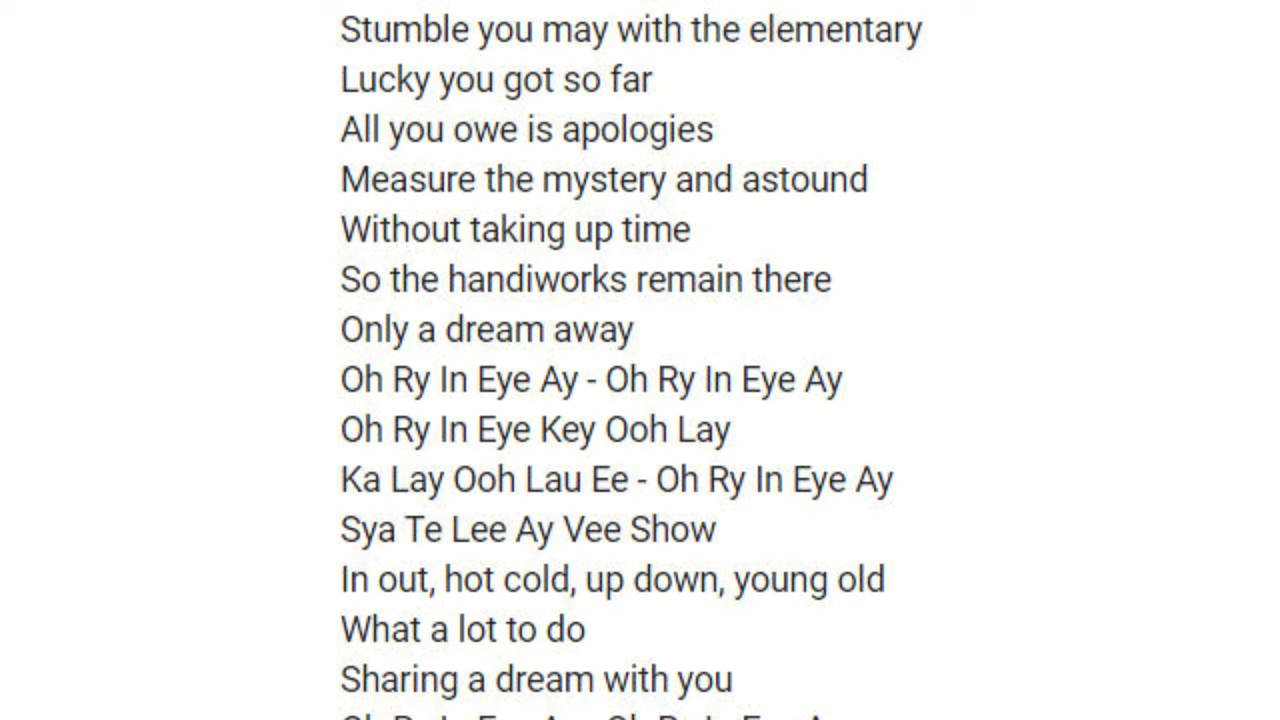 Stumble you may with the elementary
Lucky you got so far
All you owe is apologies
Measure the mystery and astound
Without taking up time
So the handiworks remain there
Only a dream away
Oh Ry In Eye Ay - Oh Ry In Eye Ay
Oh Ry In Eye Key Ooh Lay
Ka Lay Ooh Lau Ee - Oh Ry In Eye Ay
Sya Te Lee Ay Vee Show
In out, hot cold, up down, young old
What a lot to do
Sharing a dream with you